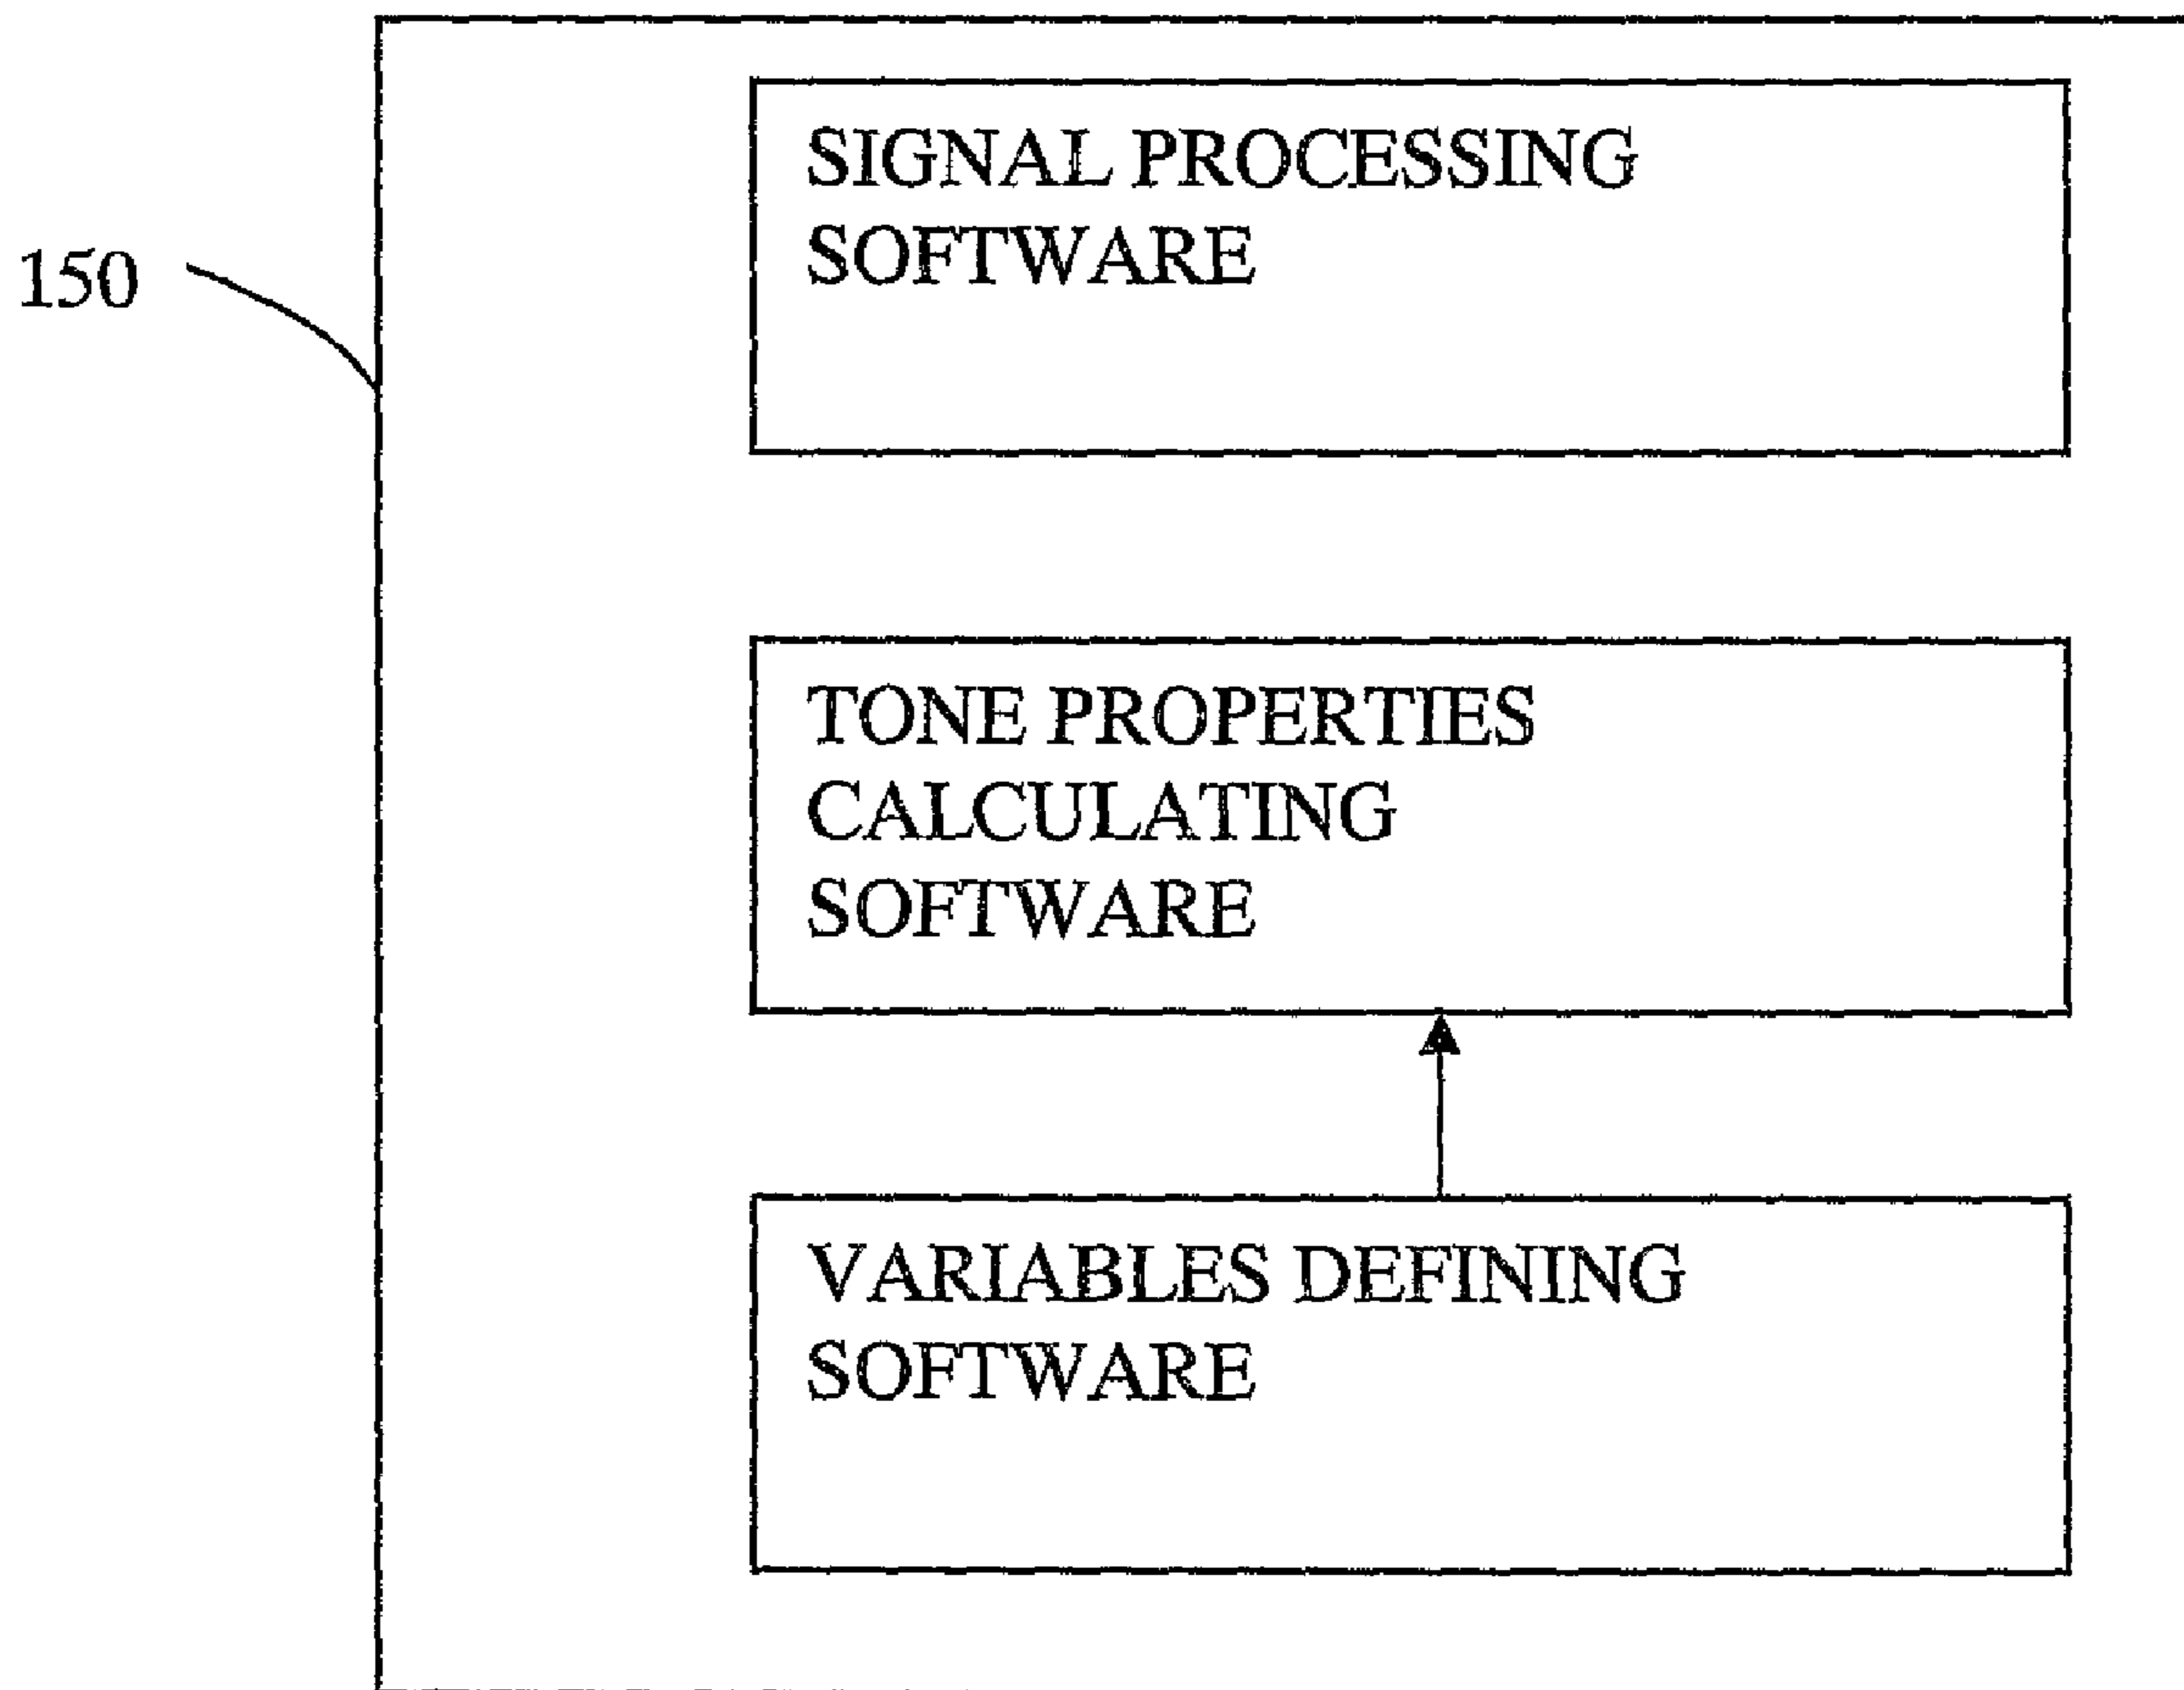 SIGNAL PROCESSING
SOFTWARE
150
TONE PROPERTIES
CALCULATING
SOFTWARE
VARIABLES DEFINING
SOFTWARE